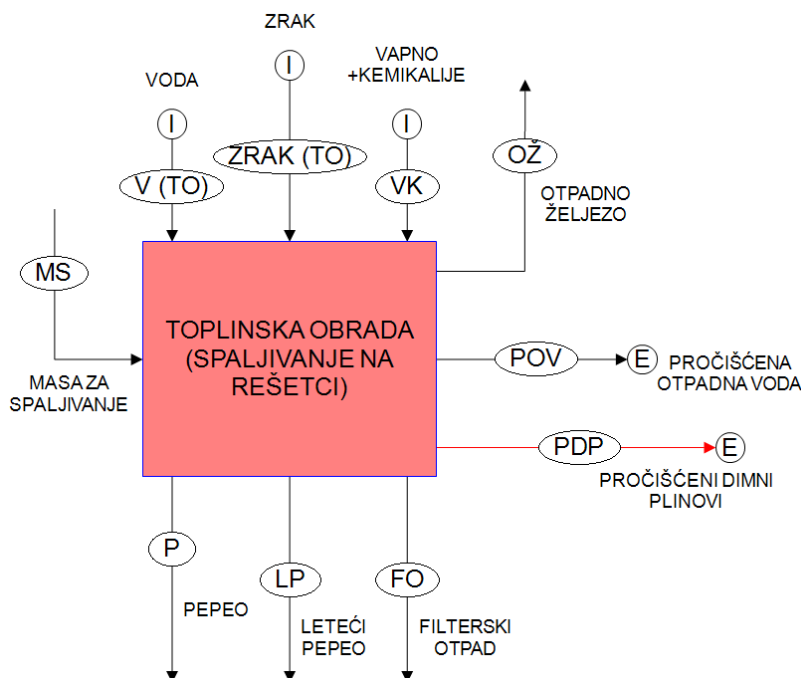 ZRAK
I
VODA
I
VAPNO
+KEMIKALIJE
I
V (TO)
ZRAK (TO)
VK
OŽ
OTPADNO
ŽELJEZO
MS
MASA ZA
SPALJIVANJE
TOPLINSKA OBRADA
(SPALJIVANJE NA
REŠETCI)
POV
E
PROČIŠĆENA
OTPADNA VODA
PDP
E
PROČIŠĆENI DIMNI
PLINOVI
P
PEPEO
LP
LETEĆI
PEPEO
FO
FILTERSKI
OTPAD